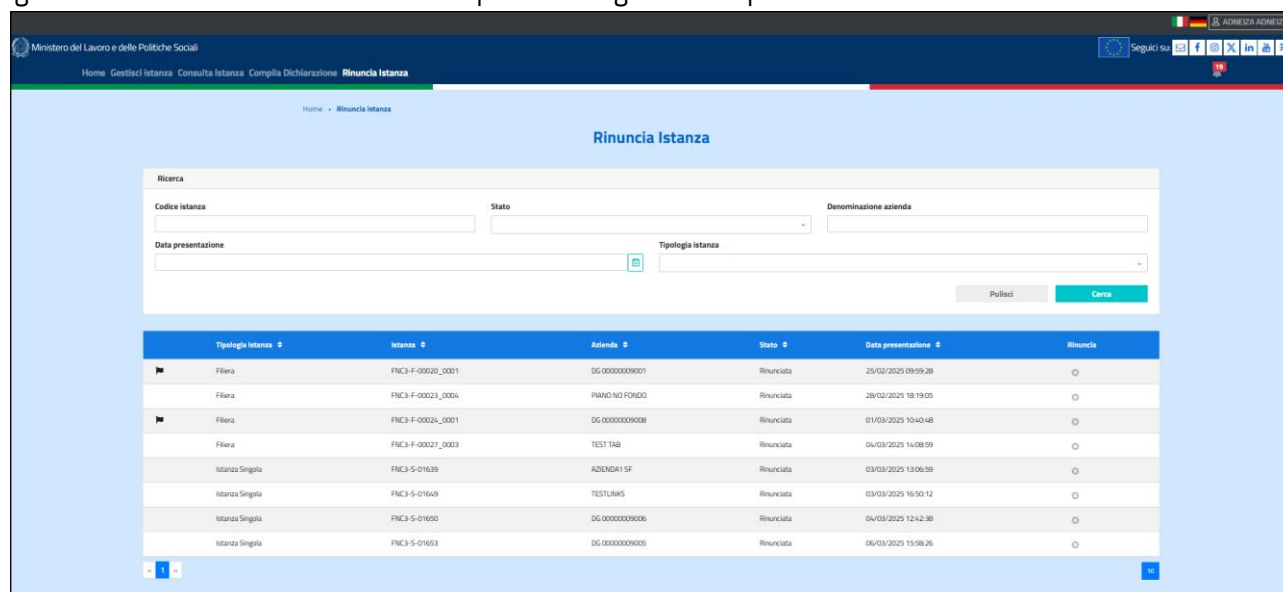 ADNEIZA ADNEIZ
Ministero del Lavoro e delle Politiche Sociali
Seguici su:
Home Gestisci istanza Consulta Istanza Compila Dichiarazione Rinuncia Istanza
19
Home Rinuncia Istanza
Rinuncia Istanza
Ricerca
Codice istanza Stato Denominazione azienda
Data presentazione Tipologia istanza
Pulisci Cerca
Tipologia istanza Istanza Azienda Stato Data presentazione Rinuncia
Filiera FNC3-F-00020_0001 DG 00000009001 Rinunciata 25/02/2025 09:59:28
Filiera FNC3-F-00023_0004 PIANO NO FONDO Rinunciata 28/02/2025 18:19:05
Filiera FNC3-F-00024_0001 DG 00000009008 Rinunciata 01/03/2025 10:40:48
Filiera FNC3-F-00027_0003 TEST TAB Rinunciata 04/03/2025 14:08:59
Istanza Singola FNC3-S-01639 AZIENDA1 SF Rinunciata 03/03/2025 13:06:59
Istanza Singola FNC3-S-01649 TESTLINKS Rinunciata 03/03/2025 16:50:12
Istanza Singola FNC3-S-01650 DG 00000009006 Rinunciata 04/03/2025 12:42:38
Istanza Singola FNC3-S-01653 DG 00000009005 Rinunciata 06/03/2025 15:58:26
« 1 » 10